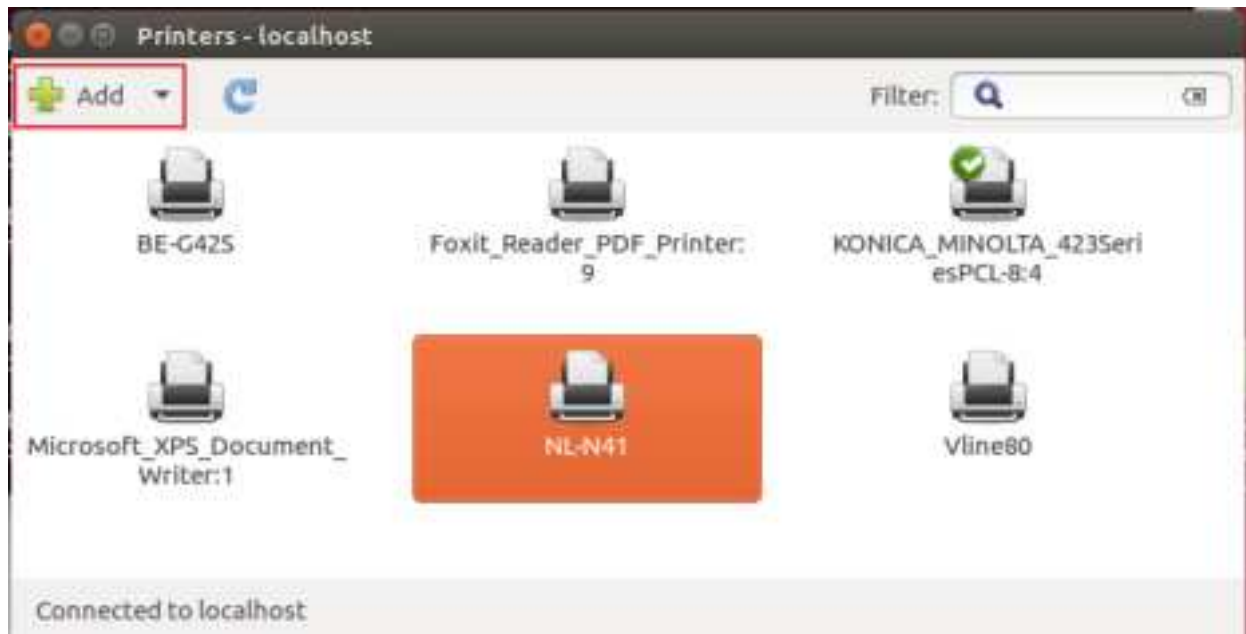 Printers - localhost
Add
Filter:
BE-G42S
Foxit_Reader_PDF_Printer:
9
KONICA_MINOLTA_423Seri
esPCL-8:4
Microsoft_XPS_Document_
Writer:1
NL-N41
Vline80
Connected to localhost